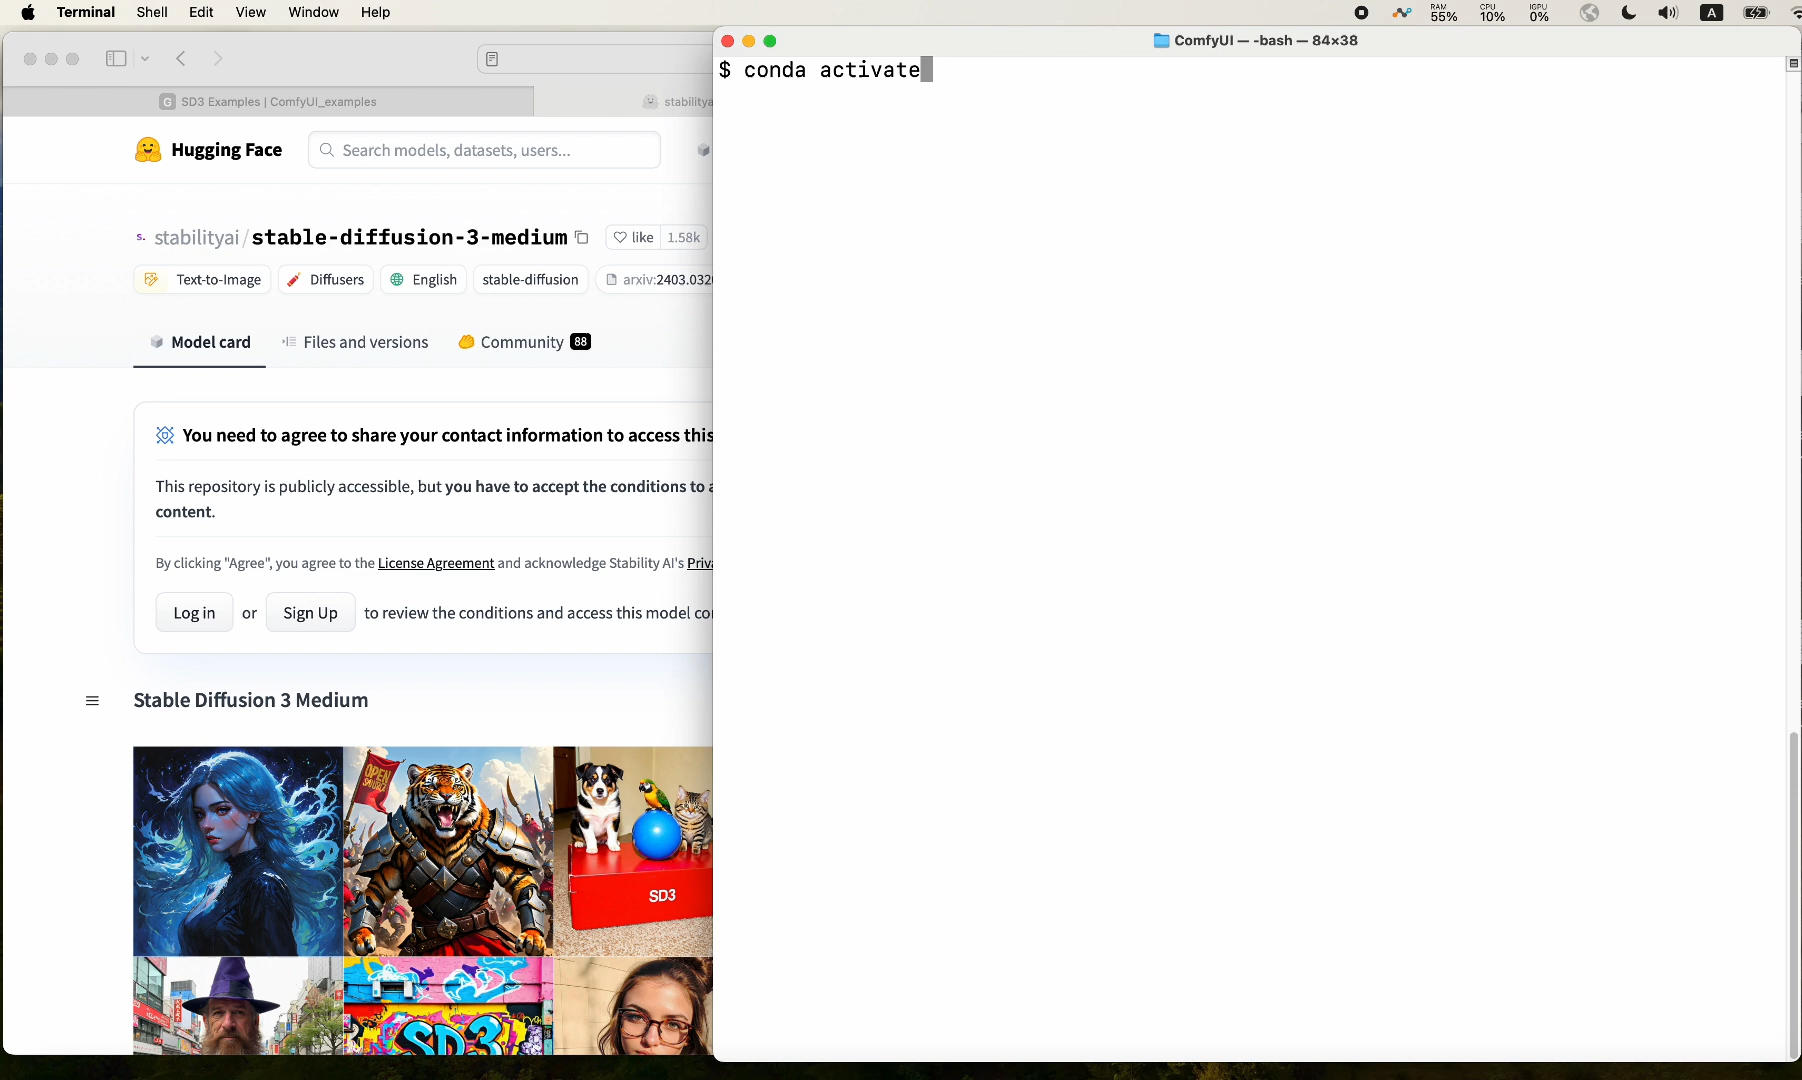 Terminal Shell Edit View Window Help
RAM 55% CPU 10% IGPU 0% A
ComfyUI — -bash — 84×38
$ conda activate
G SD3 Examples | ComfyUI_examples
stabilitya
Hugging Face
Search models, datasets, users...
S. stabilityai/stable-diffusion-3-medium
like 1.58k
Text-to-Image Diffusers English stable-diffusion arxiv:2403.032
Model card Files and versions Community 88
You need to agree to share your contact information to access this
This repository is publicly accessible, but you have to accept the conditions to a
content.
By clicking "Agree", you agree to the License Agreement and acknowledge Stability AI's Priva
Log in or Sign Up to review the conditions and access this model co
Stable Diffusion 3 Medium
OPEN
SOURCE
SD3
SD3